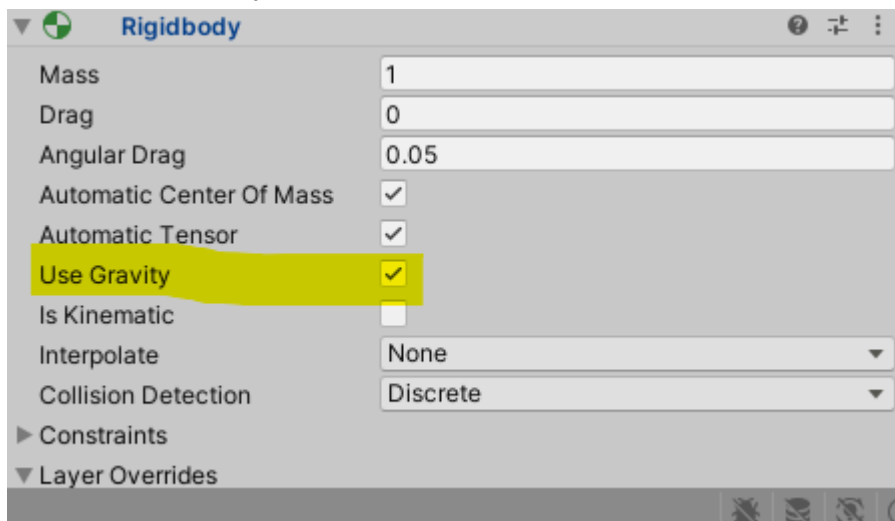 Rigidbody
Mass 1
Drag 0
Angular Drag 0.05
Automatic Center Of Mass
Automatic Tensor
Use Gravity
Is Kinematic
Interpolate None
Collision Detection Discrete
Constraints
Layer Overrides